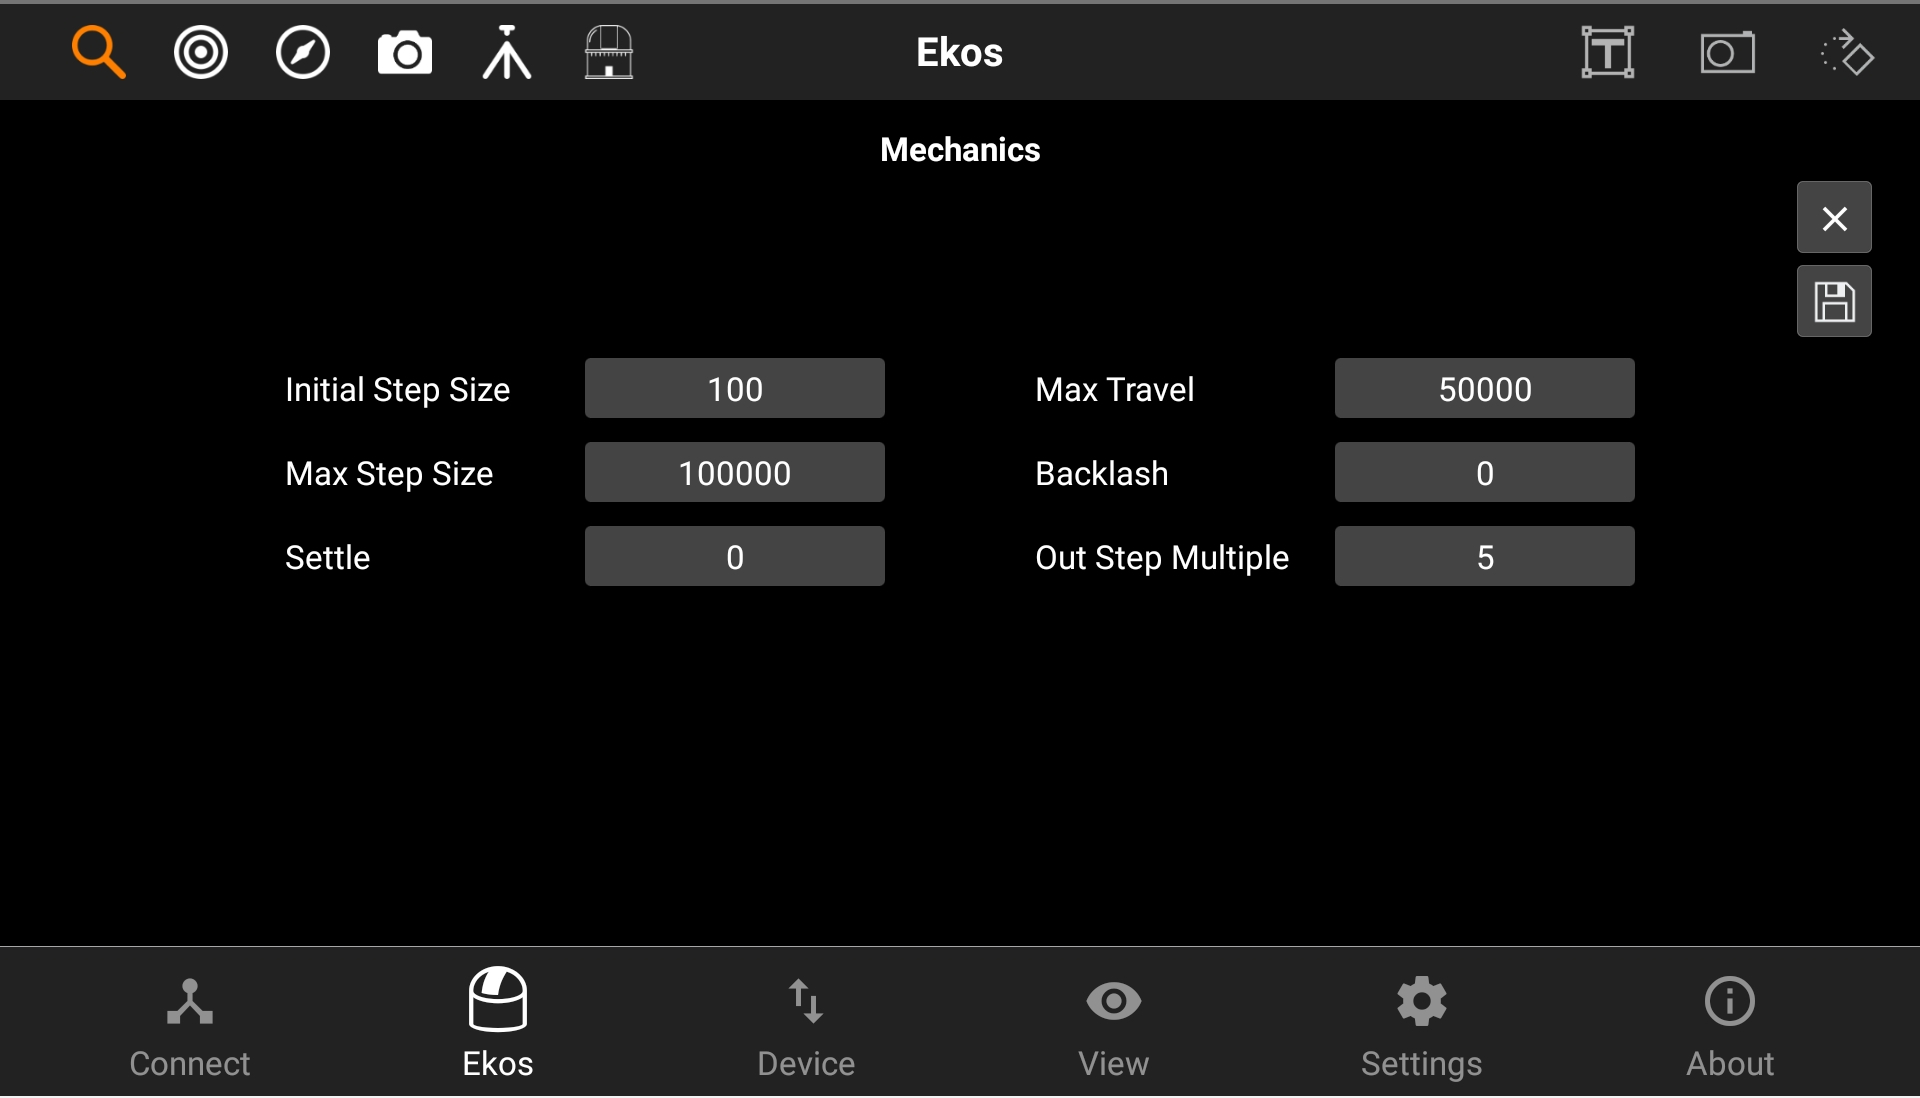 Ekos
Mechanics
Initial Step Size 100 Max Travel 50000
Max Step Size 100000 Backlash 0
Settle 0 Out Step Multiple 5
Connect Ekos Device View Settings About